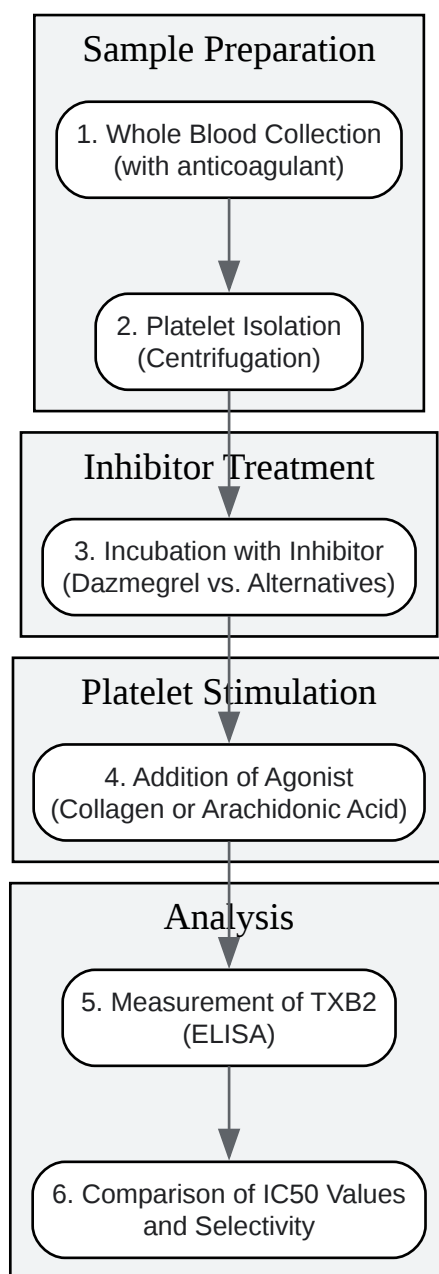 Sample Preparation
1. Whole Blood Collection
(with anticoagulant)
2. Platelet Isolation
(Centrifugation)
Inhibitor Treatment
3. Incubation with Inhibitor
(Dazmegrel vs. Alternatives)
Platelet Stimulation
4. Addition of Agonist
(Collagen or Arachidonic Acid)
Analysis
5. Measurement of TXB2
(ELISA)
6. Comparison of IC50 Values
and Selectivity